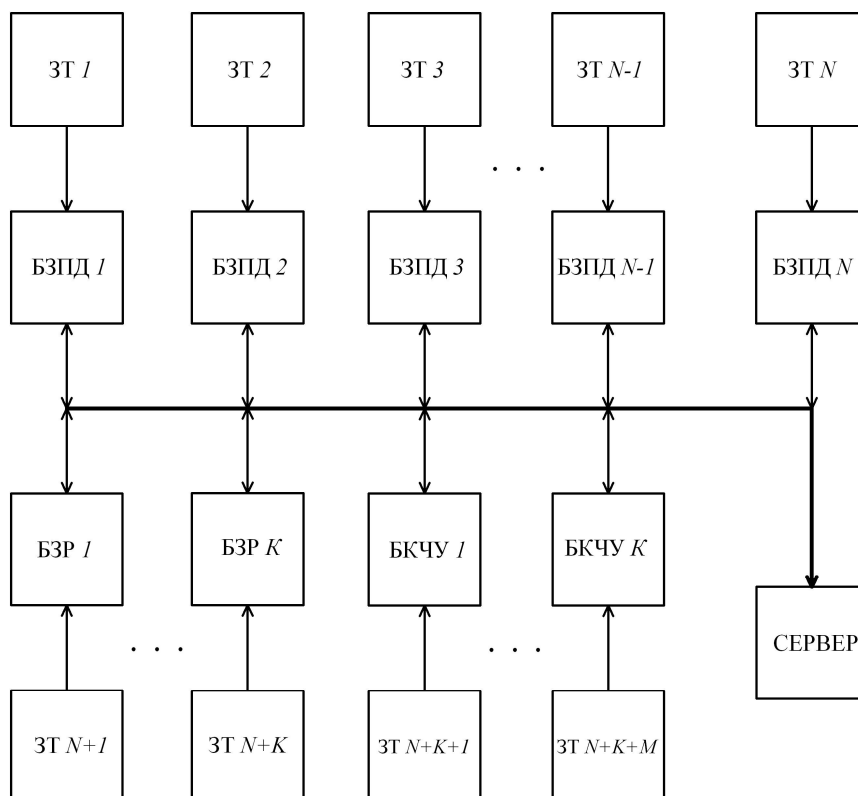 ЗТ 1
ЗТ 2
ЗТ 3
ЗТ N-1
ЗТ N
. . .
БЗПД 1
БЗПД 2
БЗПД 3
БЗПД N-1
БЗПД N
БЗР 1
БЗР K
БКЧУ 1
БКЧУ K
СЕРВЕР
. . .
. . .
ЗТ N+1
ЗТ N+K
ЗТ N+K+1
ЗТ N+K+M